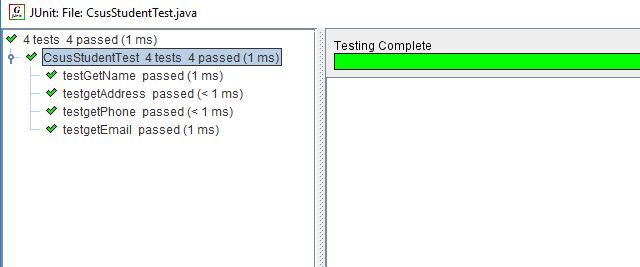 JUnit: File: CsusStudentTest.java
4 tests 4 passed (1 ms)
CsusStudentTest 4 tests 4 passed (1 ms)
testGetName passed (1 ms)
testgetAddress passed (< 1 ms)
testgetPhone passed (< 1 ms)
testgetEmail passed (1 ms)
Testing Complete